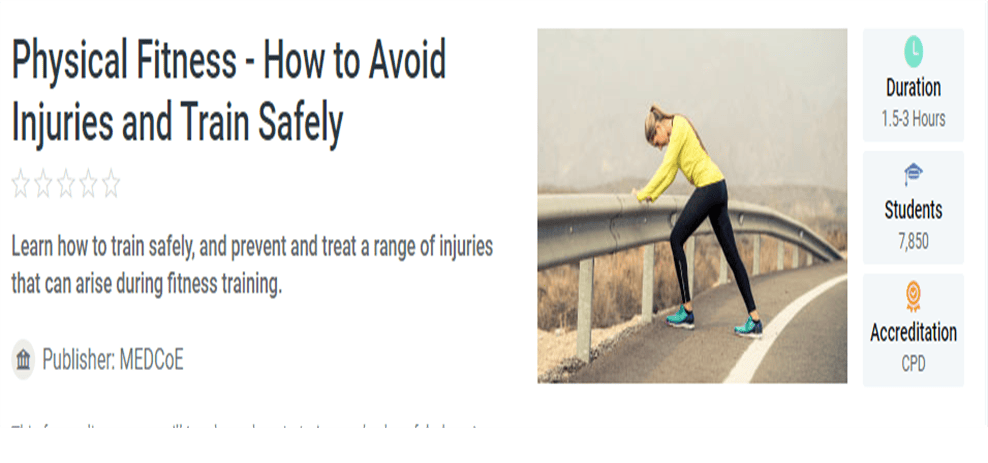 Physical Fitness - How to Avoid
Injuries and Train Safely
Learn how to train safely, and prevent and treat a range of injuries
that can arise during fitness training.
Publisher: MEDCoE
Duration
1.5-3 Hours
Students
7,850
Accreditation
CPD